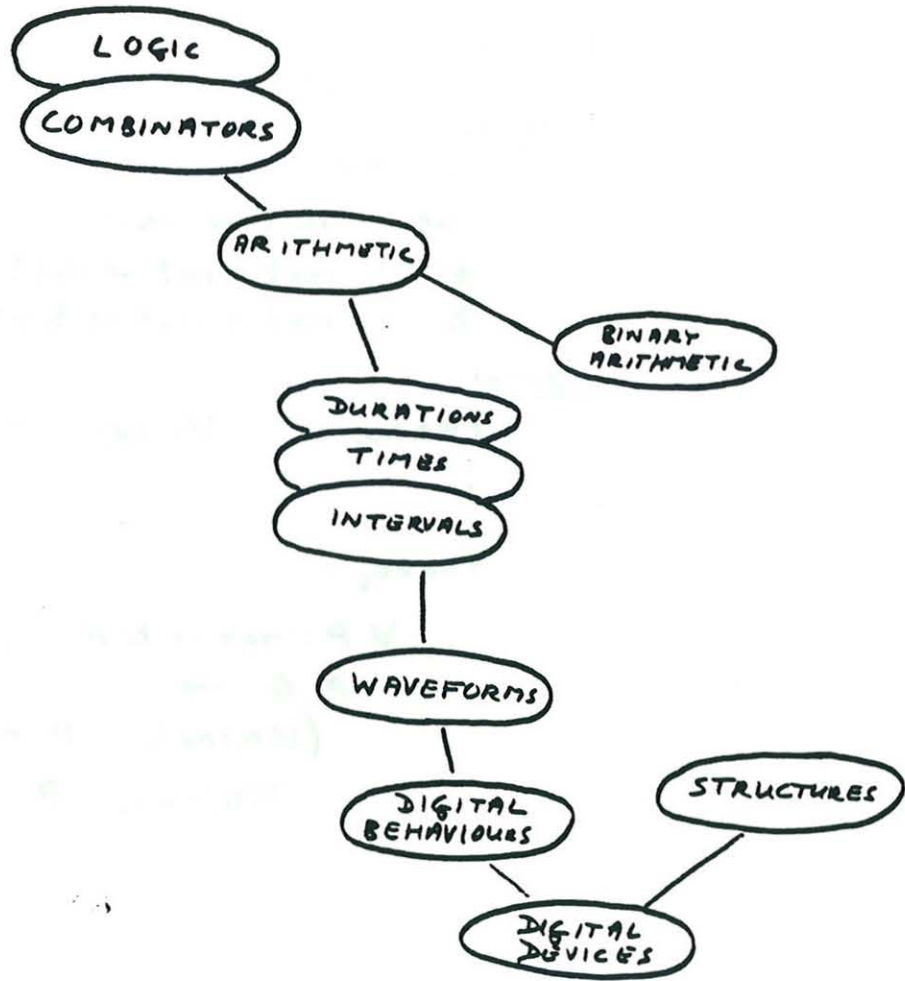 LOGIC
COMBINATORS
ARITHMETIC
BINARY
ARITHMETIC
DURATIONS
TIMES
INTERVALS
WAVEFORMS
STRUCTURES
DIGITAL
BEHAVIOURS
DIGITAL
DEVICES